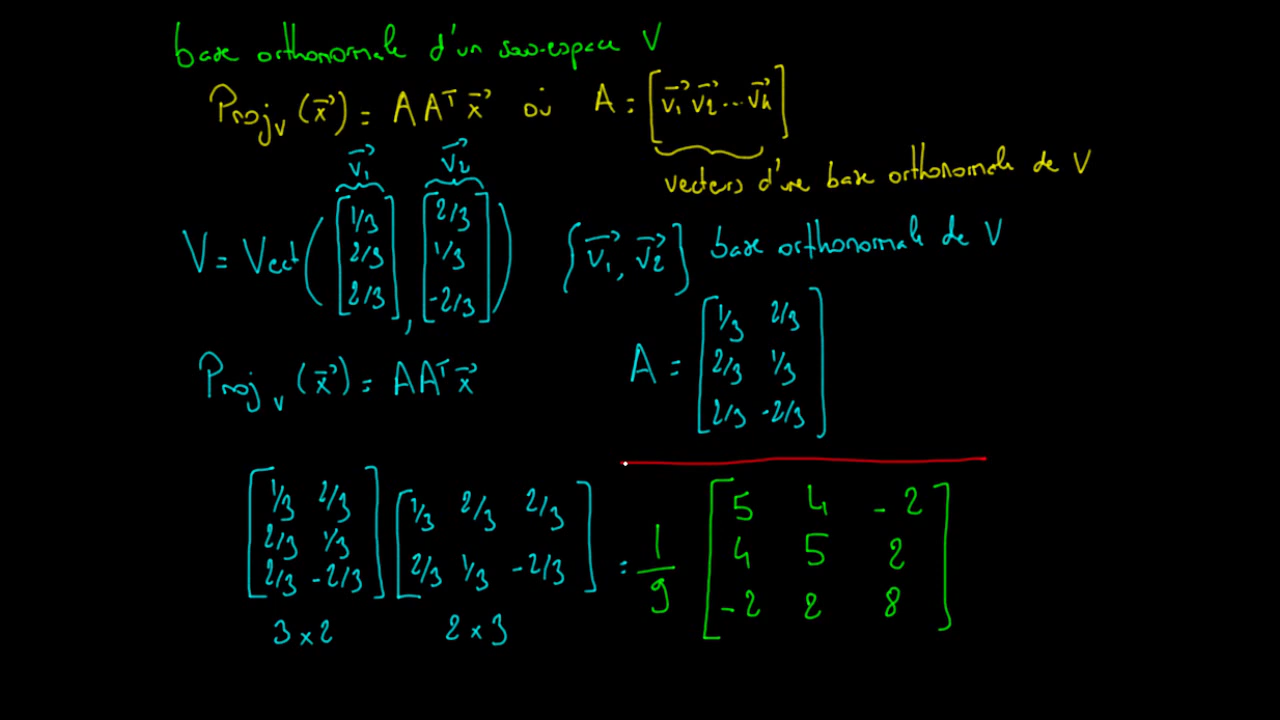 base orthonormale d'un sous-espace V
Proj_V (x⃗) = A Aᵀ x⃗ où A = [v⃗₁ v⃗₂ ... v⃗ₖ]
vecteurs d'une base orthonormale de V
v⃗₁ v⃗₂
V = Vect( [1/3 2/3 2/3] , [2/3 1/3 -2/3] ) {v⃗₁, v⃗₂} base orthonormale de V
Proj_V (x⃗) = A Aᵀ x⃗
A = [1/3 2/3
2/3 1/3
2/3 -2/3]
[1/3 2/3
2/3 1/3
2/3 -2/3]
[1/3 2/3 2/3
2/3 1/3 -2/3]
= 1/9
[5 4 -2
4 5 2
-2 2 8]
3 × 2 2 × 3